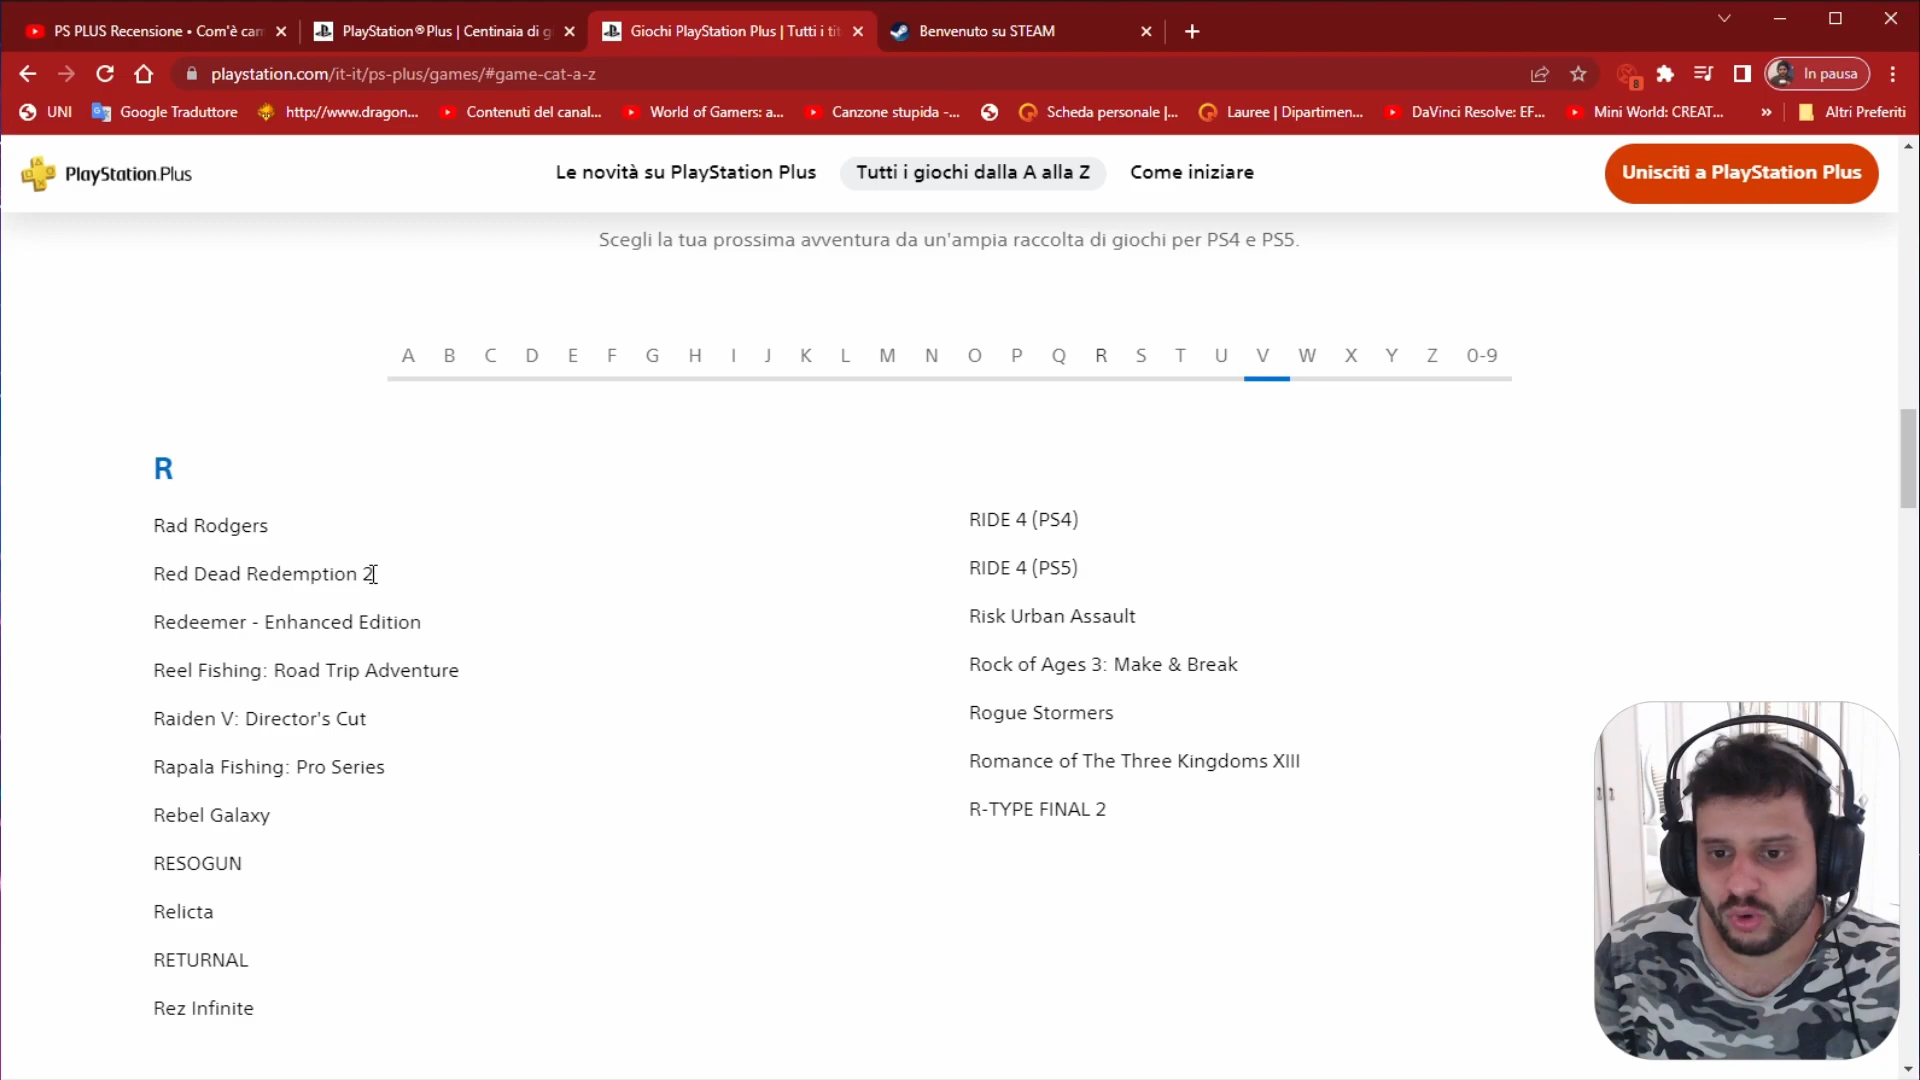 PS PLUS Recensione • Com'è can
PlayStation®Plus | Centinaia di g
Giochi PlayStation Plus | Tutti i tit
Benvenuto su STEAM
playstation.com/it-it/ps-plus/games/#game-cat-a-z
8
In pausa
UNI
Google Traduttore
http://www.dragon...
Contenuti del canal...
World of Gamers: a...
Canzone stupida -...
Scheda personale |...
Lauree | Dipartimen...
DaVinci Resolve: EF...
Mini World: CREAT...
»
Altri Preferiti
PlayStation.Plus
Le novità su PlayStation Plus
Tutti i giochi dalla A alla Z
Come iniziare
Unisciti a PlayStation Plus
Scegli la tua prossima avventura da un'ampia raccolta di giochi per PS4 e PS5.
A B C D E F G H I J K L M N O P Q R S T U V W X Y Z 0-9
R
Rad Rodgers
Red Dead Redemption 2
Redeemer - Enhanced Edition
Reel Fishing: Road Trip Adventure
Raiden V: Director's Cut
Rapala Fishing: Pro Series
Rebel Galaxy
RESOGUN
Relicta
RETURNAL
Rez Infinite
RIDE 4 (PS4)
RIDE 4 (PS5)
Risk Urban Assault
Rock of Ages 3: Make & Break
Rogue Stormers
Romance of The Three Kingdoms XIII
R-TYPE FINAL 2